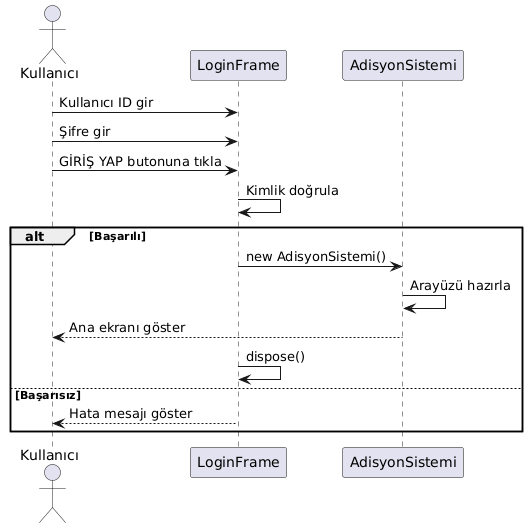 Kullanıcı
LoginFrame
AdisyonSistemi
Kullanıcı ID gir
Şifre gir
GİRİŞ YAP butonuna tıkla
Kimlik doğrula
alt
[Başarılı]
new AdisyonSistemi()
Arayüzü hazırla
Ana ekranı göster
dispose()
[Başarısız]
Hata mesajı göster
Kullanıcı
LoginFrame
AdisyonSistemi